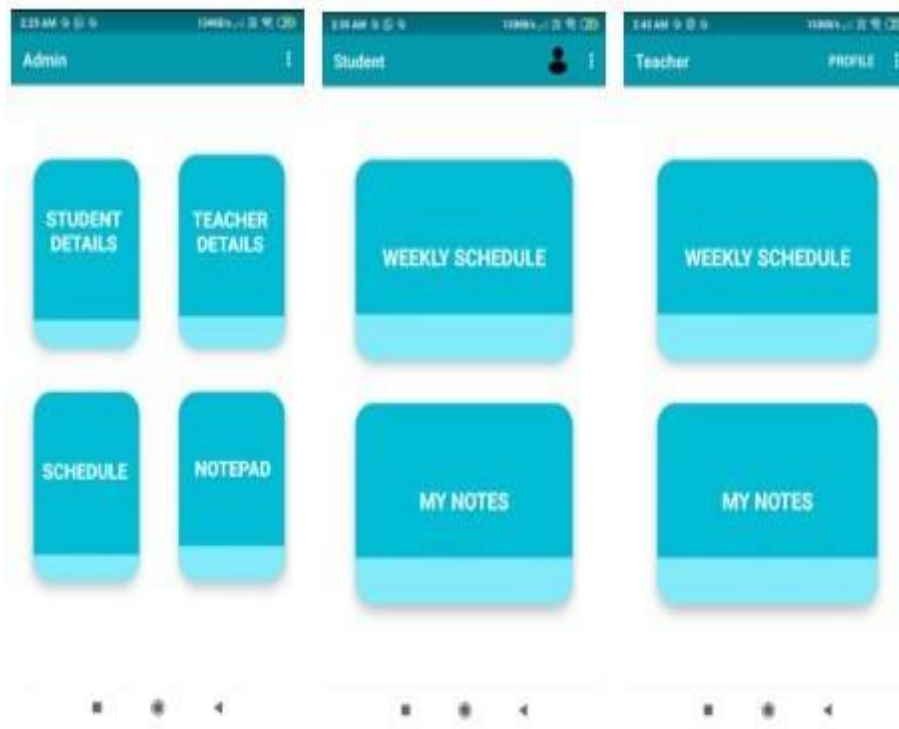 Admin
STUDENT
DETAILS
TEACHER
DETAILS
SCHEDULE
NOTEPAD
Student
WEEKLY SCHEDULE
MY NOTES
Teacher
PROFILE
WEEKLY SCHEDULE
MY NOTES